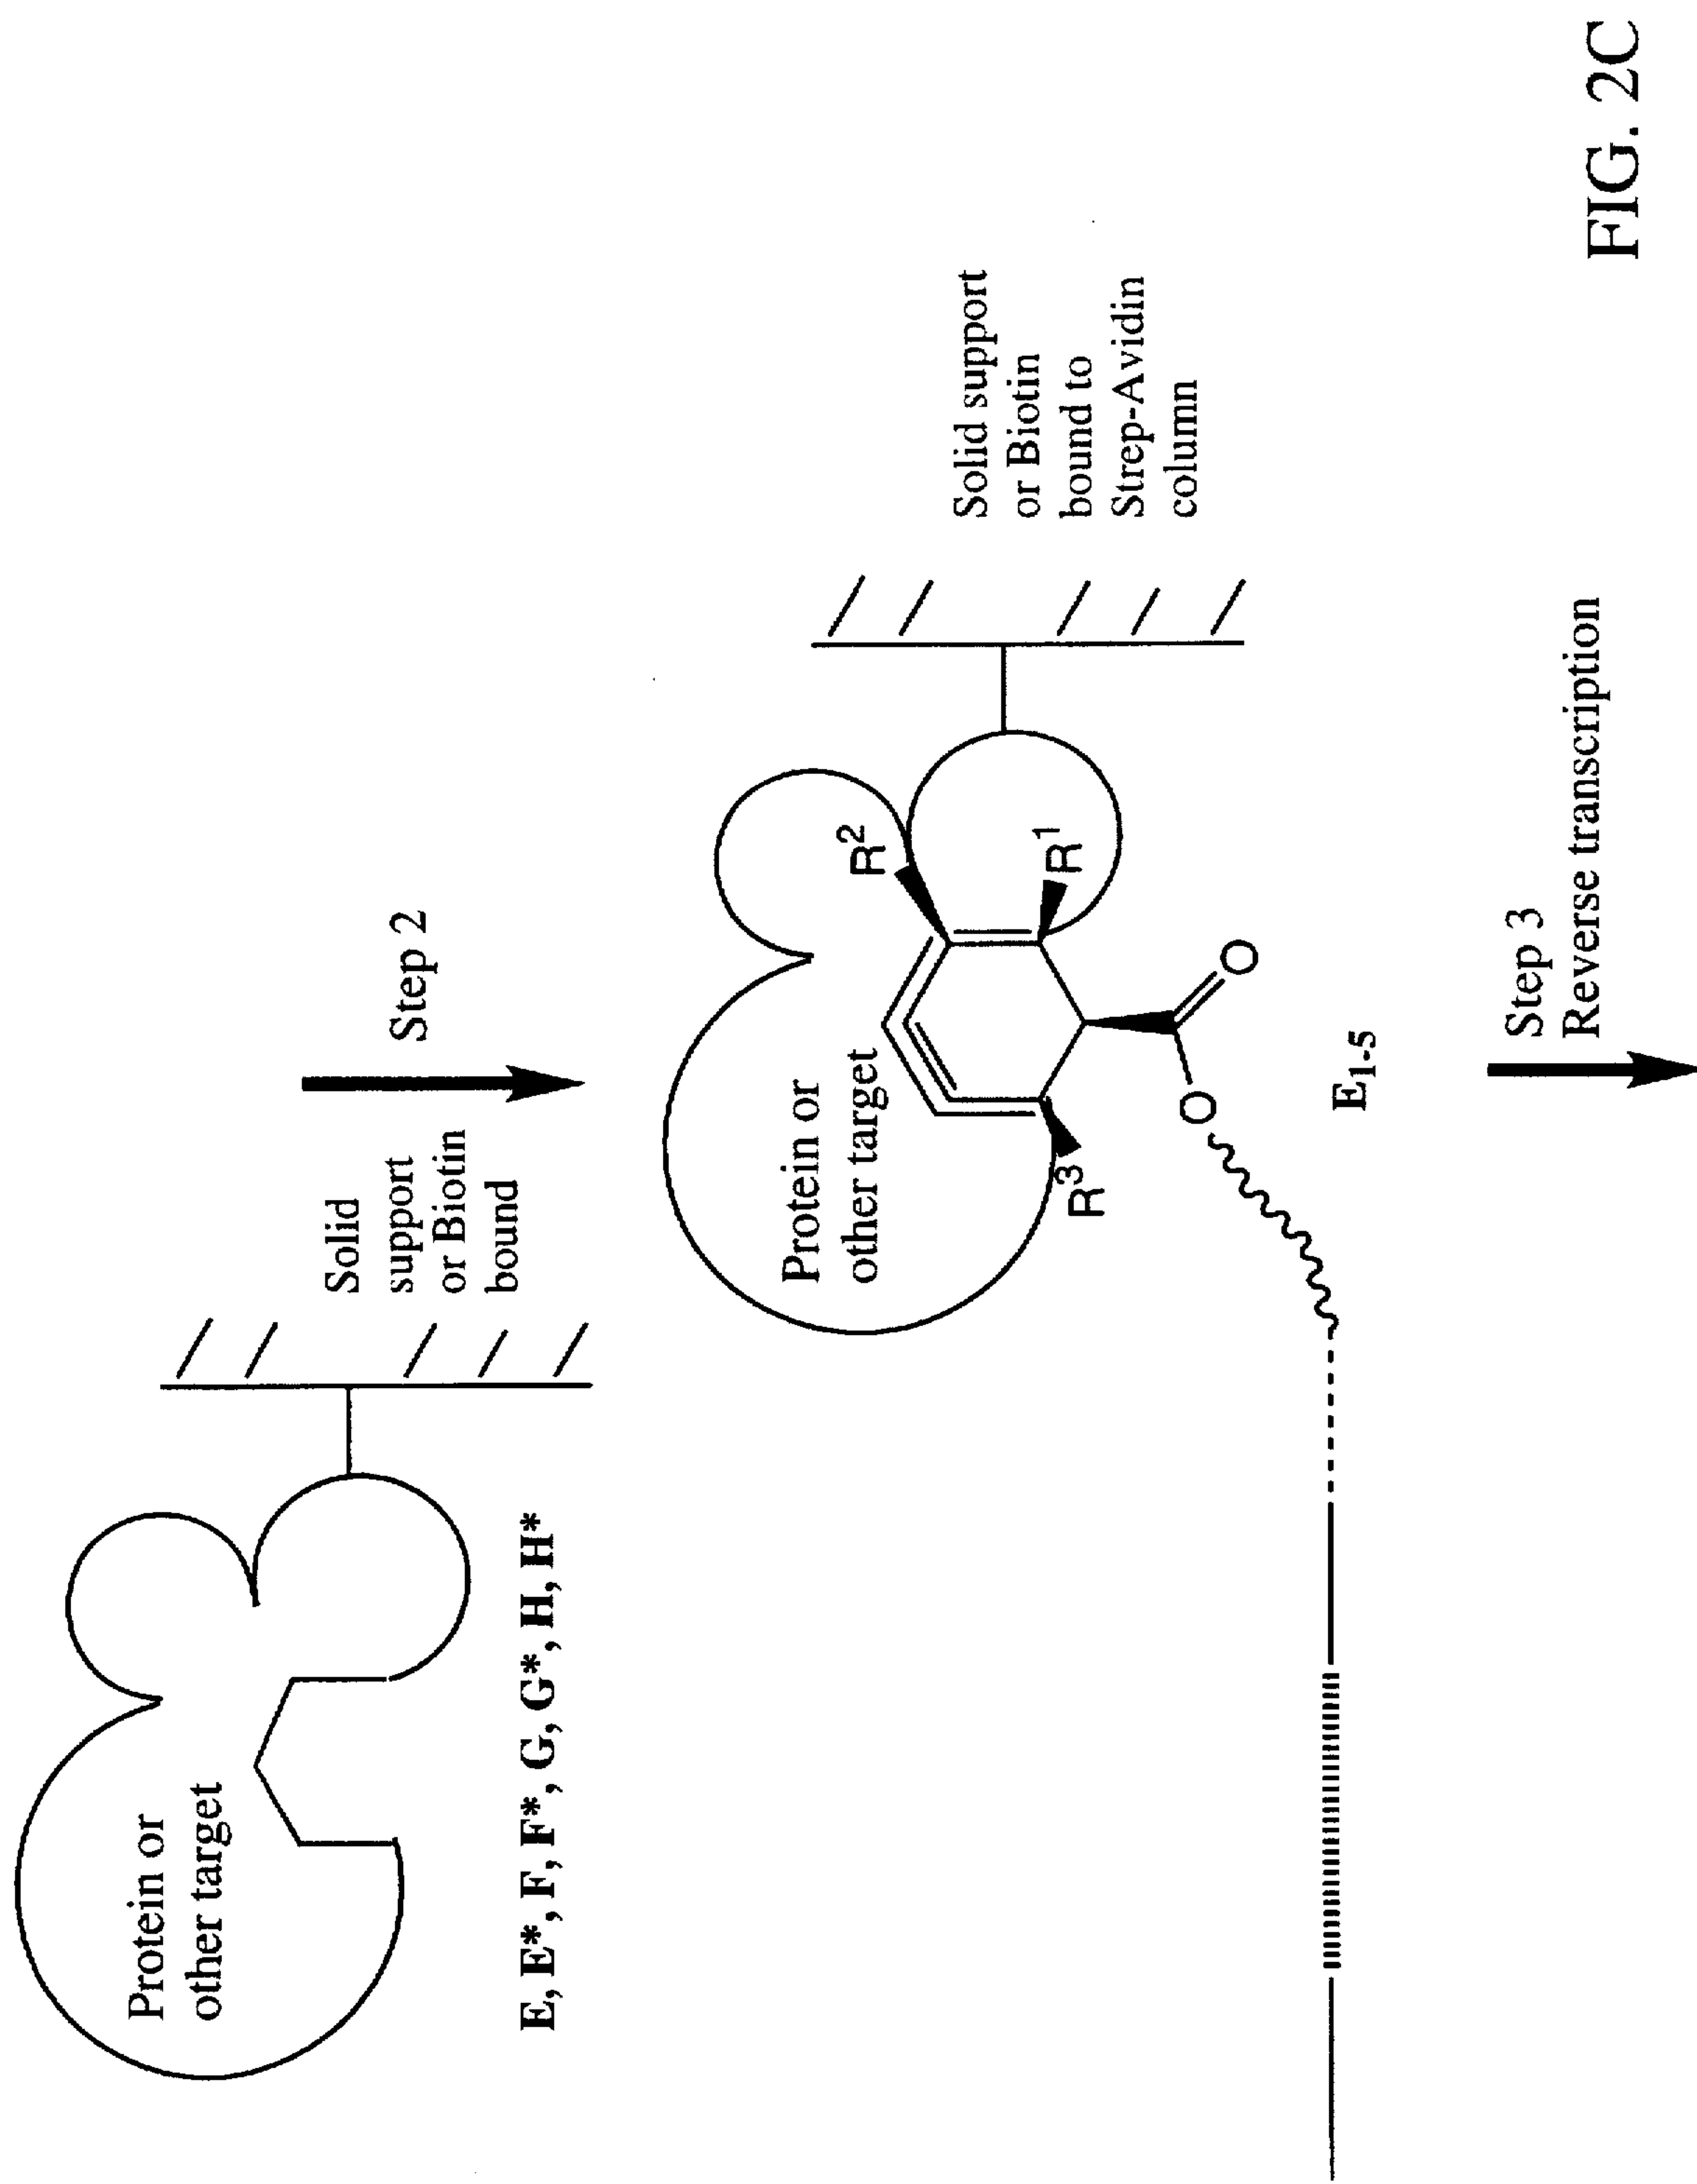 Protein or
other target
Solid
support
or Biotin
bound
E, E*, F, F*, G, G*, H, H*
Step 2
Protein or
other target
R2
R1
R3
O
O
E1-5
Solid support
or Biotin
bound to
Strep-Avidin
column
Step 3
Reverse transcription
FIG. 2C